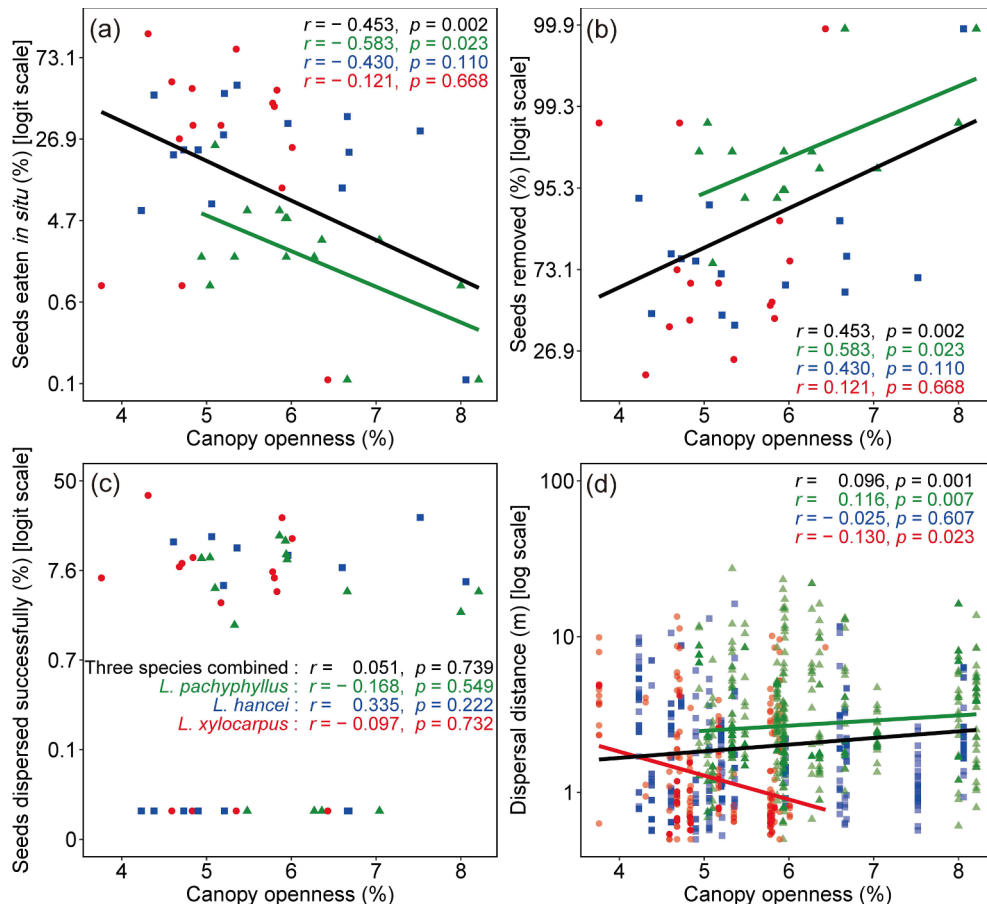 (a)
r = − 0.453, p = 0.002
r = − 0.583, p = 0.023
r = − 0.430, p = 0.110
r = − 0.121, p = 0.668
73.1
26.9
4.7
0.6
0.1
Seeds eaten in situ (%) [logit scale]
4 5 6 7 8
Canopy openness (%)
(b)
99.9
99.3
95.3
73.1
26.9
Seeds removed (%) [logit scale]
r = 0.453, p = 0.002
r = 0.583, p = 0.023
r = 0.430, p = 0.110
r = 0.121, p = 0.668
4 5 6 7 8
Canopy openness (%)
(c)
50
7.6
0.7
0.1
0
Seeds dispersed successfully (%) [logit scale]
Three species combined : r = 0.051, p = 0.739
L. pachyphyllus : r = − 0.168, p = 0.549
L. hancei : r = 0.335, p = 0.222
L. xylocarpus : r = − 0.097, p = 0.732
4 5 6 7 8
Canopy openness (%)
(d)
r = 0.096, p = 0.001
r = 0.116, p = 0.007
r = − 0.025, p = 0.607
r = − 0.130, p = 0.023
100
10
1
Dispersal distance (m) [log scale]
4 5 6 7 8
Canopy openness (%)